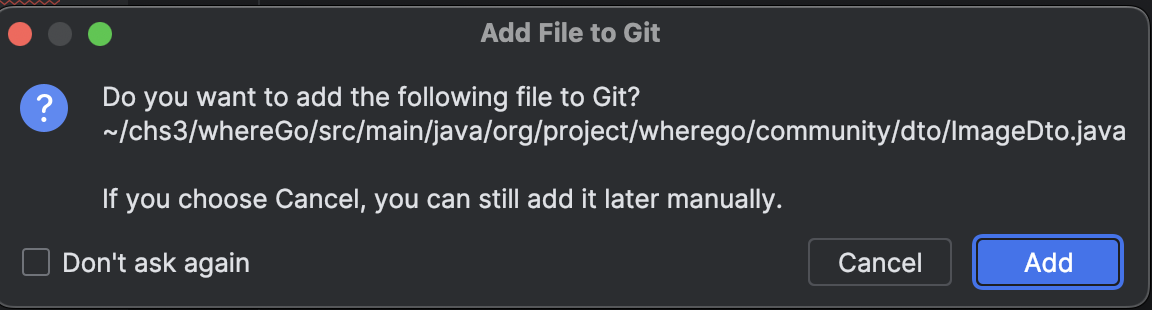 Add File to Git
?
Do you want to add the following file to Git?
~/chs3/whereGo/src/main/java/org/project/wherego/community/dto/ImageDto.java
If you choose Cancel, you can still add it later manually.
Don't ask again
Cancel
Add